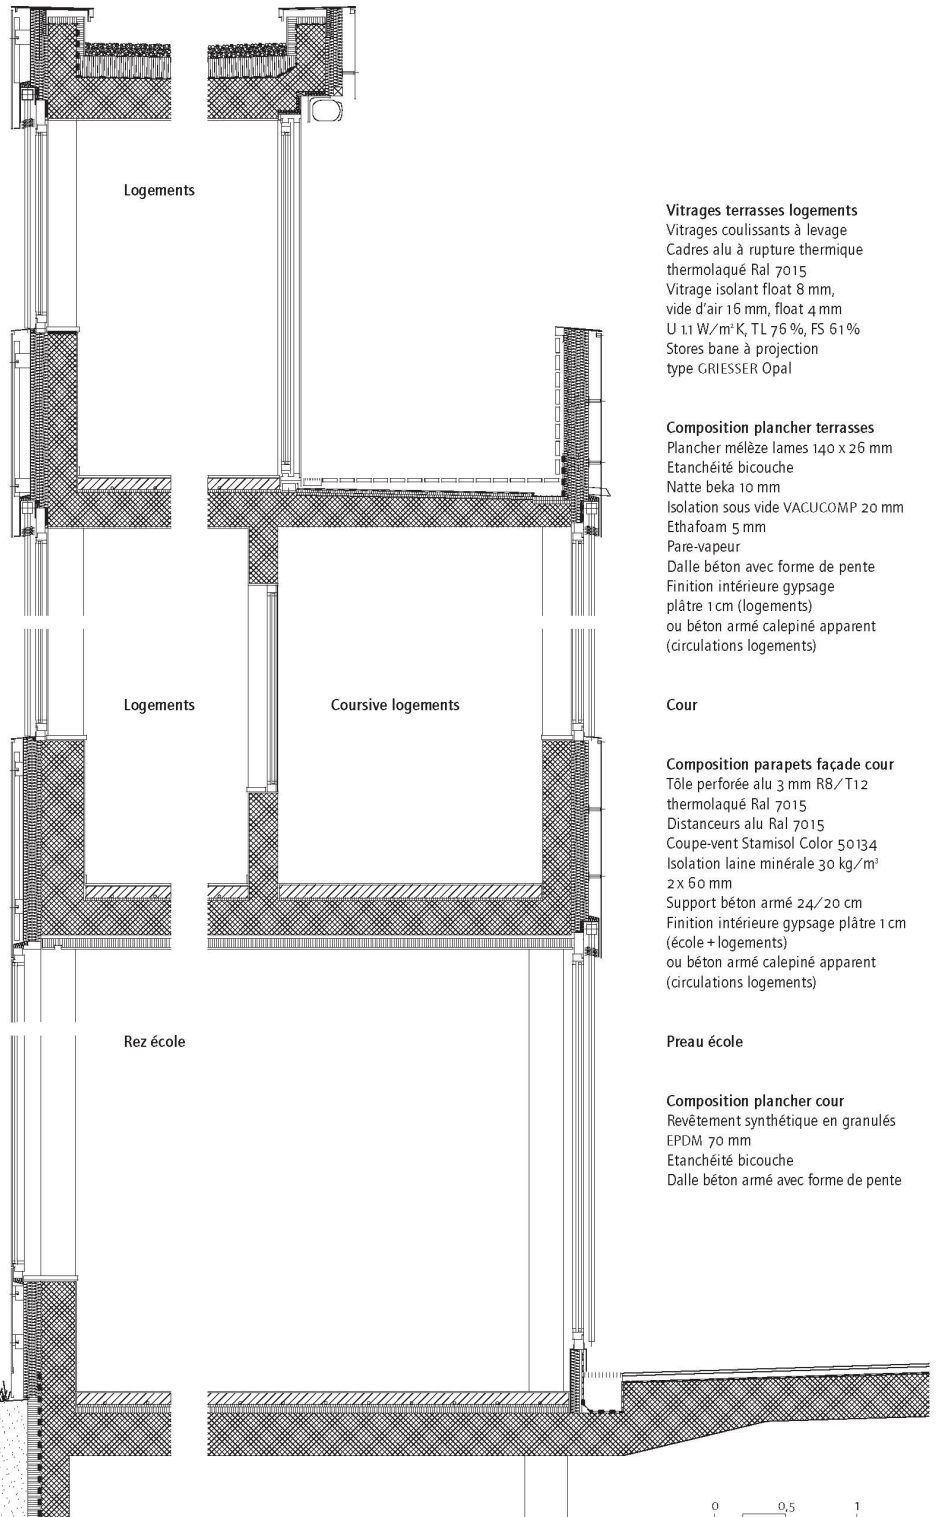 Logements
Vitrages terrasses logements
Vitrages coulissants à levage
Cadres alu à rupture thermique
thermolaqué Ral 7015
Vitrage isolant float 8 mm,
vide d'air 16 mm, float 4 mm
U 1.1 W/m² K, TL 76 %, FS 61 %
Stores bane à projection
type GRIESSER Opal
Composition plancher terrasses
Plancher mélèze lames 140 x 26 mm
Etanchéité bicouche
Natte beka 10 mm
Isolation sous vide VACUCOMP 20 mm
Ethafoam 5 mm
Pare-vapeur
Dalle béton avec forme de pente
Finition intérieure gypsage
plâtre 1 cm (logements)
ou béton armé calepiné apparent
(circulations logements)
Logements
Coursive logements
Cour
Composition parapets façade cour
Tôle perforée alu 3 mm R8/T12
thermolaqué Ral 7015
Distanceurs alu Ral 7015
Coupe-vent Stamisol Color 50134
Isolation laine minérale 30 kg/m³
2 x 60 mm
Support béton armé 24/20 cm
Finition intérieure gypsage plâtre 1 cm
(école + logements)
ou béton armé calepiné apparent
(circulations logements)
Rez école
Preau école
Composition plancher cour
Revêtement synthétique en granulés
EPDM 70 mm
Etanchéité bicouche
Dalle béton armé avec forme de pente
0 0,5 1